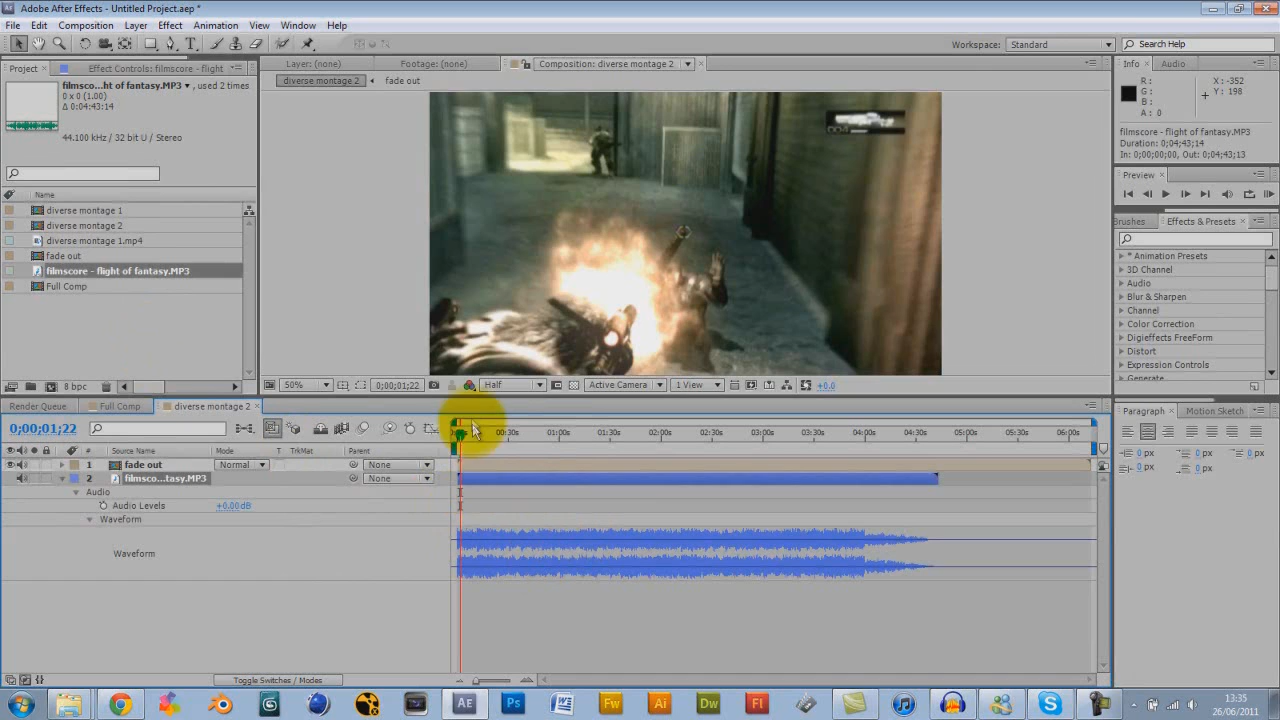 Adobe After Effects - Untitled Project.aep *
File Edit Composition Layer Effect Animation View Window Help
Workspace: Standard Search Help
Project Effect Controls: filmscore - flight
Layer: (none) Footage: (none) Composition: diverse montage 2
Info Audio
filmsco...ht of fantasy.MP3 , used 2 times
0 x 0 (1.00)
Δ 0:04:43:14
44.100 kHz / 32 bit U / Stereo
diverse montage 2 fade out
R :
G :
B :
A : 0
X : -352
Y : 198
filmscore - flight of fantasy.MP3
Duration: 0;04;43;14
In: 0;00;00;00, Out: 0;04;43;13
Preview
Name
diverse montage 1
diverse montage 2
diverse montage 1.mp4
fade out
filmscore - flight of fantasy.MP3
Full Comp
8 bpc
Brushes Effects & Presets
* Animation Presets
3D Channel
Audio
Blur & Sharpen
Channel
Color Correction
Digieffects FreeForm
Distort
Expression Controls
Generate
50% 0;00;01;22 Half Active Camera 1 View +0.0
Render Queue Full Comp diverse montage 2
0;00;01;22
00:30s 01:00s 01:30s 02:00s 02:30s 03:00s 03:30s 04:00s 04:30s 05:00s 05:30s 06:00s
# Source Name Mode T TrkMat Parent
1 fade out Normal None
2 filmsco...tasy.MP3 None
Audio
Audio Levels +0.00dB
Waveform
Waveform
Toggle Switches / Modes
Paragraph Motion Sketch
0 px 0 px 0 px
0 px 0 px
Ae Ps W Fw Ai Dw Fl
13:35
26/06/2011